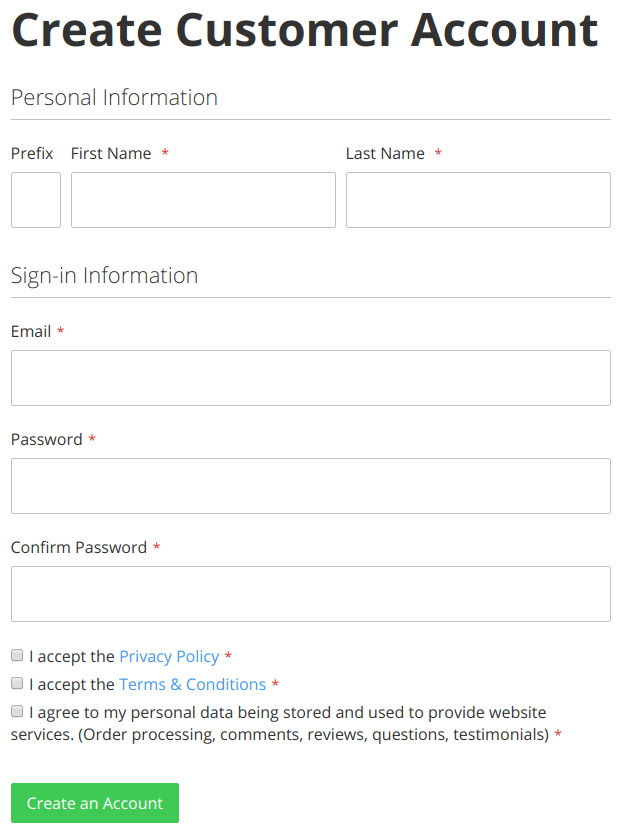 Create Customer Account
Personal Information
Prefix First Name * Last Name *
Sign-in Information
Email *
Password *
Confirm Password *
I accept the Privacy Policy *
I accept the Terms & Conditions *
I agree to my personal data being stored and used to provide website
services. (Order processing, comments, reviews, questions, testimonials) *
Create an Account